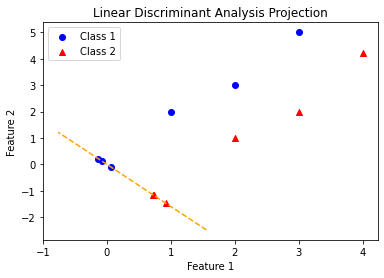 Linear Discriminant Analysis Projection
Class 1
Class 2
Feature 2
5
4
3
2
1
0
−1
−2
−1
0
1
2
3
4
Feature 1